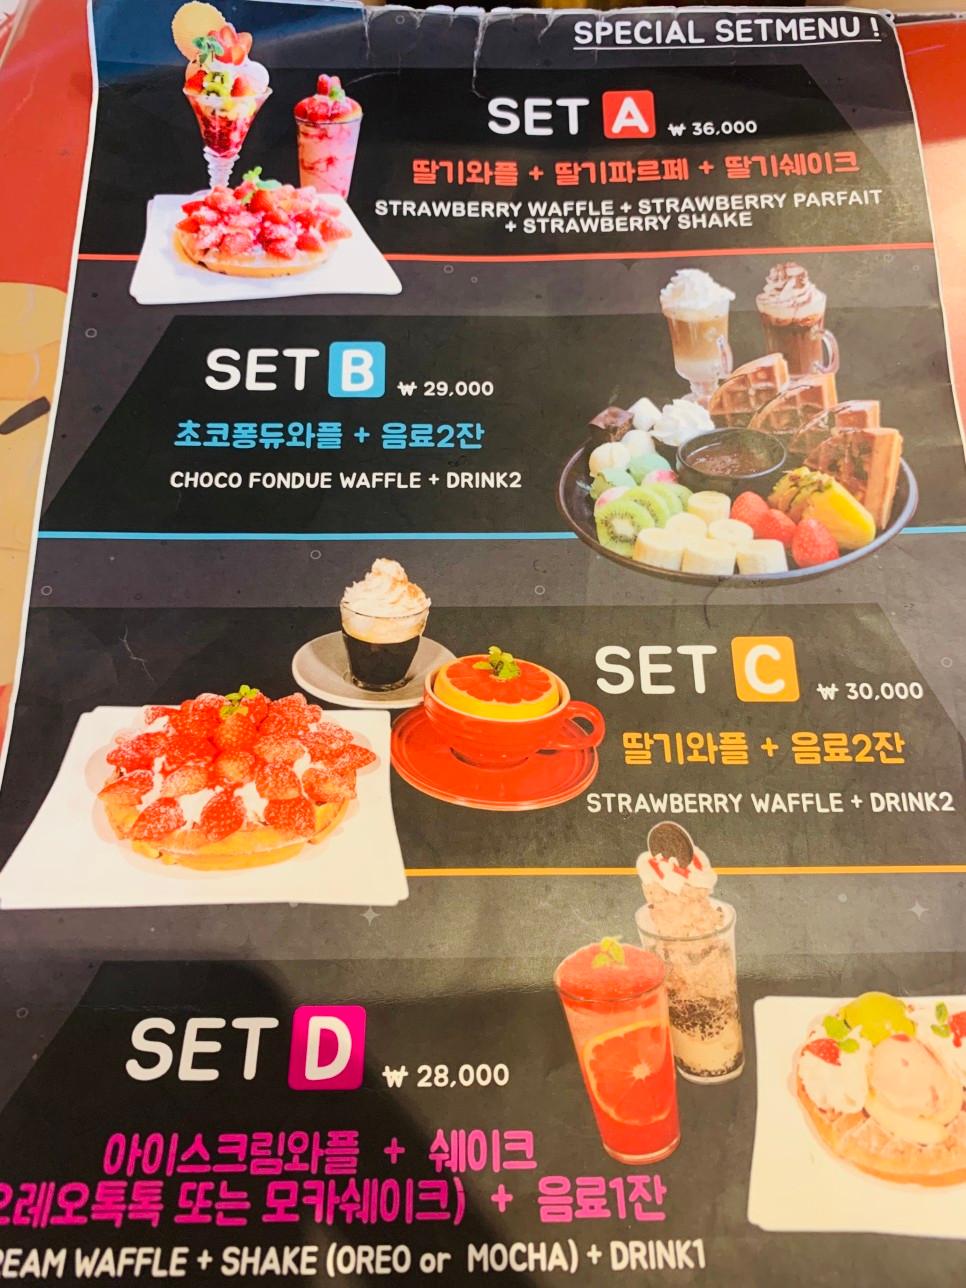 SPECIAL SETMENU !
SET A ₩ 36,000
딸기와플 + 딸기파르페 + 딸기쉐이크
STRAWBERRY WAFFLE + STRAWBERRY PARFAIT
+ STRAWBERRY SHAKE
SET B ₩ 29,000
초코퐁듀와플 + 음료2잔
CHOCO FONDUE WAFFLE + DRINK2
SET C ₩ 30,000
딸기와플 + 음료2잔
STRAWBERRY WAFFLE + DRINK2
SET D ₩ 28,000
아이스크림와플 + 쉐이크
오레오톡톡 또는 모카쉐이크) + 음료1잔
REAM WAFFLE + SHAKE (OREO or MOCHA) + DRINK1